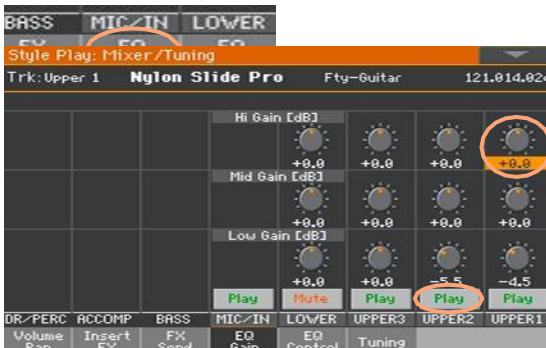 BASS MIC/IN LOWER
FX EQ EQ
Style Play: Mixer/Tuning
Trk:Upper 1 Nylon Slide Pro Fty-Guitar 121.014.024
Hi Gain [dB]
+0.0 +0.0 +0.0 +0.0
Mid Gain [dB]
+0.0 +0.0 +0.0 +0.0
Low Gain [dB]
+0.0 +0.0 -5.5 -4.5
Play Mute Play Play Play
DR/PERC ACCOMP BASS MIC/IN LOWER UPPER3 UPPER2 UPPER1
Volume Insert FX EQ EQ Tuning
Pan FX Send Gain Control